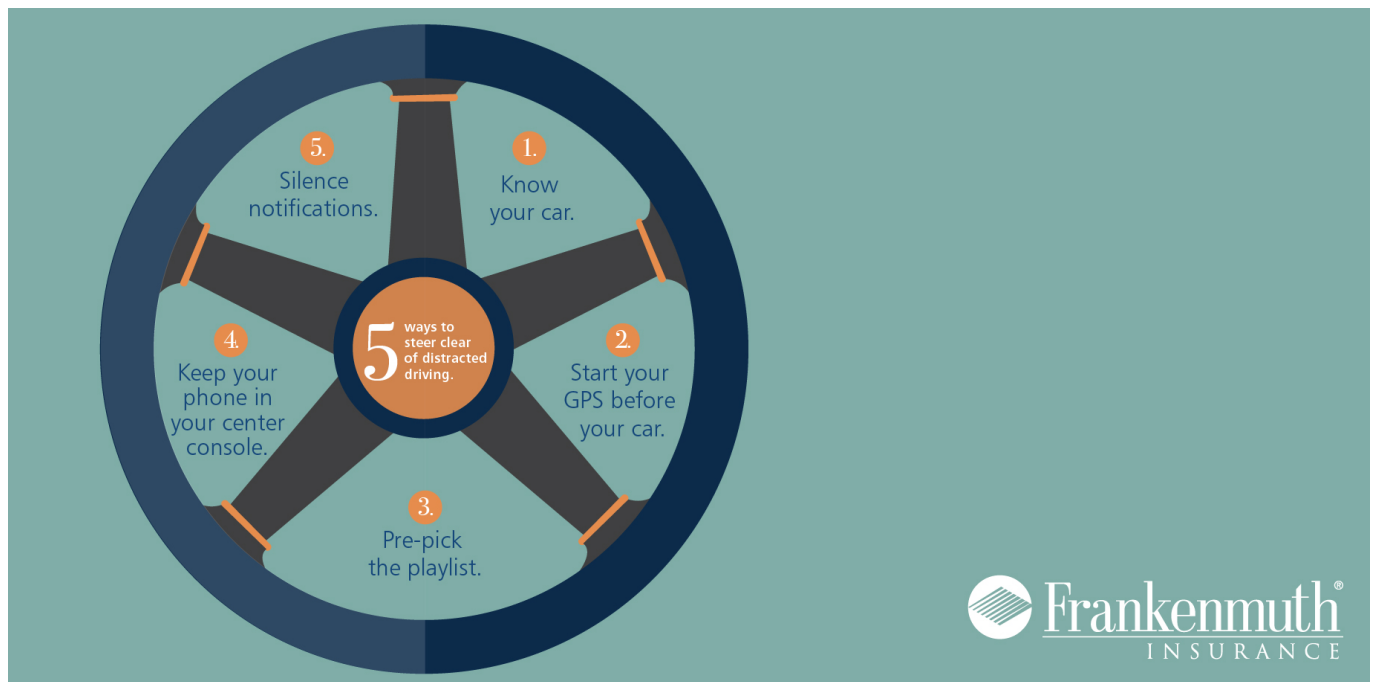 5
ways to
steer clear
of distracted
driving.
1.
Know
your car.
2.
Start your
GPS before
your car.
3.
Pre-pick
the playlist.
4.
Keep your
phone in
your center
console.
5.
Silence
notifications.
Frankenmuth®
INSURANCE